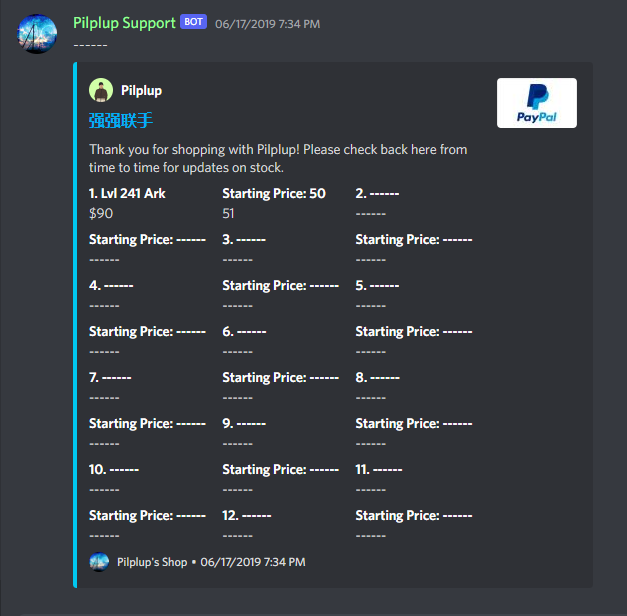 Pilplup Support BOT 06/17/2019 7:34 PM
------
Pilplup
PayPal
强强联手
Thank you for shopping with Pilplup! Please check back here from
time to time for updates on stock.
1. Lvl 241 Ark Starting Price: 50 2. ------
$90 51 ------
Starting Price: ------ 3. ------ Starting Price: ------
------ ------ ------
4. ------ Starting Price: ------ 5. ------
------ ------ ------
Starting Price: ------ 6. ------ Starting Price: ------
------ ------ ------
7. ------ Starting Price: ------ 8. ------
------ ------ ------
Starting Price: ------ 9. ------ Starting Price: ------
------ ------ ------
10. ------ Starting Price: ------ 11. ------
------ ------ ------
Starting Price: ------ 12. ------ Starting Price: ------
------ ------ ------
Pilplup's Shop • 06/17/2019 7:34 PM